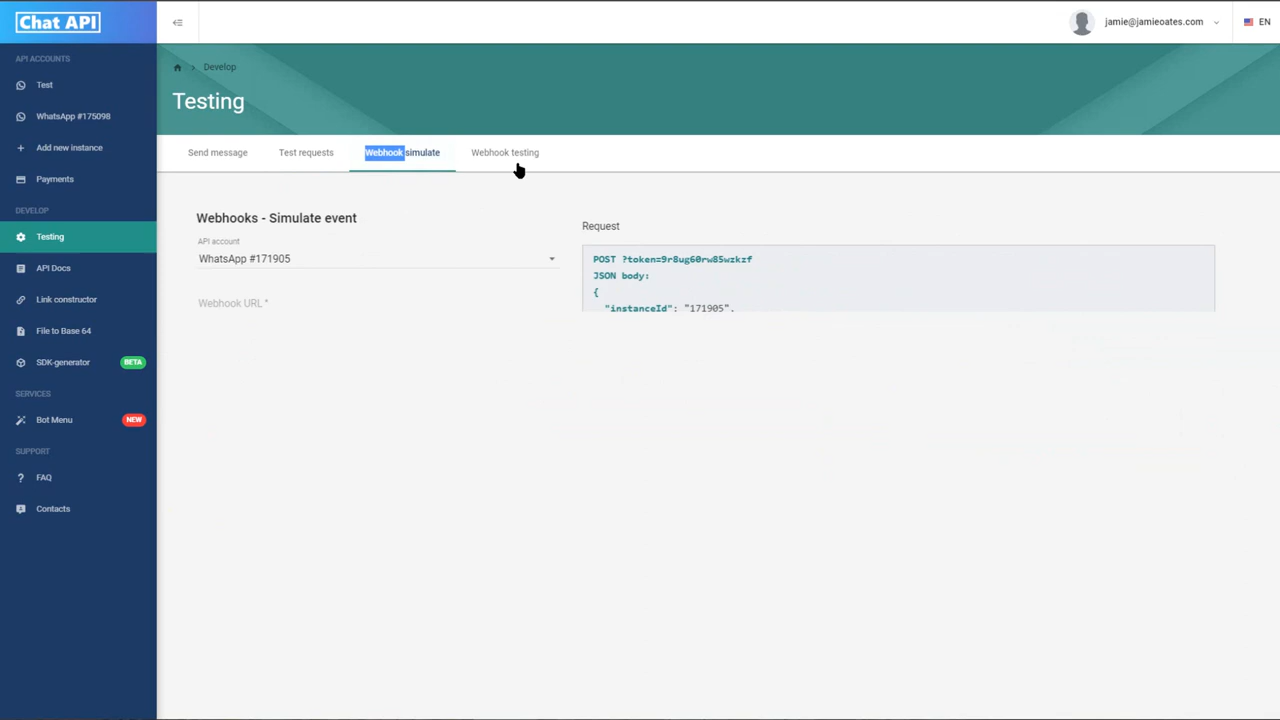 Chat API
jamie@jamieoates.com
EN
API ACCOUNTS
Test
WhatsApp #175098
Add new instance
Payments
DEVELOP
Testing
API Docs
Link constructor
File to Base 64
SDK-generator BETA
SERVICES
Bot Menu NEW
SUPPORT
FAQ
Contacts
Develop
Testing
Send message
Test requests
Webhook simulate
Webhook testing
Webhooks - Simulate event
API account
WhatsApp #171905
Webhook URL *
Request
POST ?token=9r8ug60rw85wzkzf
JSON body:
{
"instanceId": "171905",